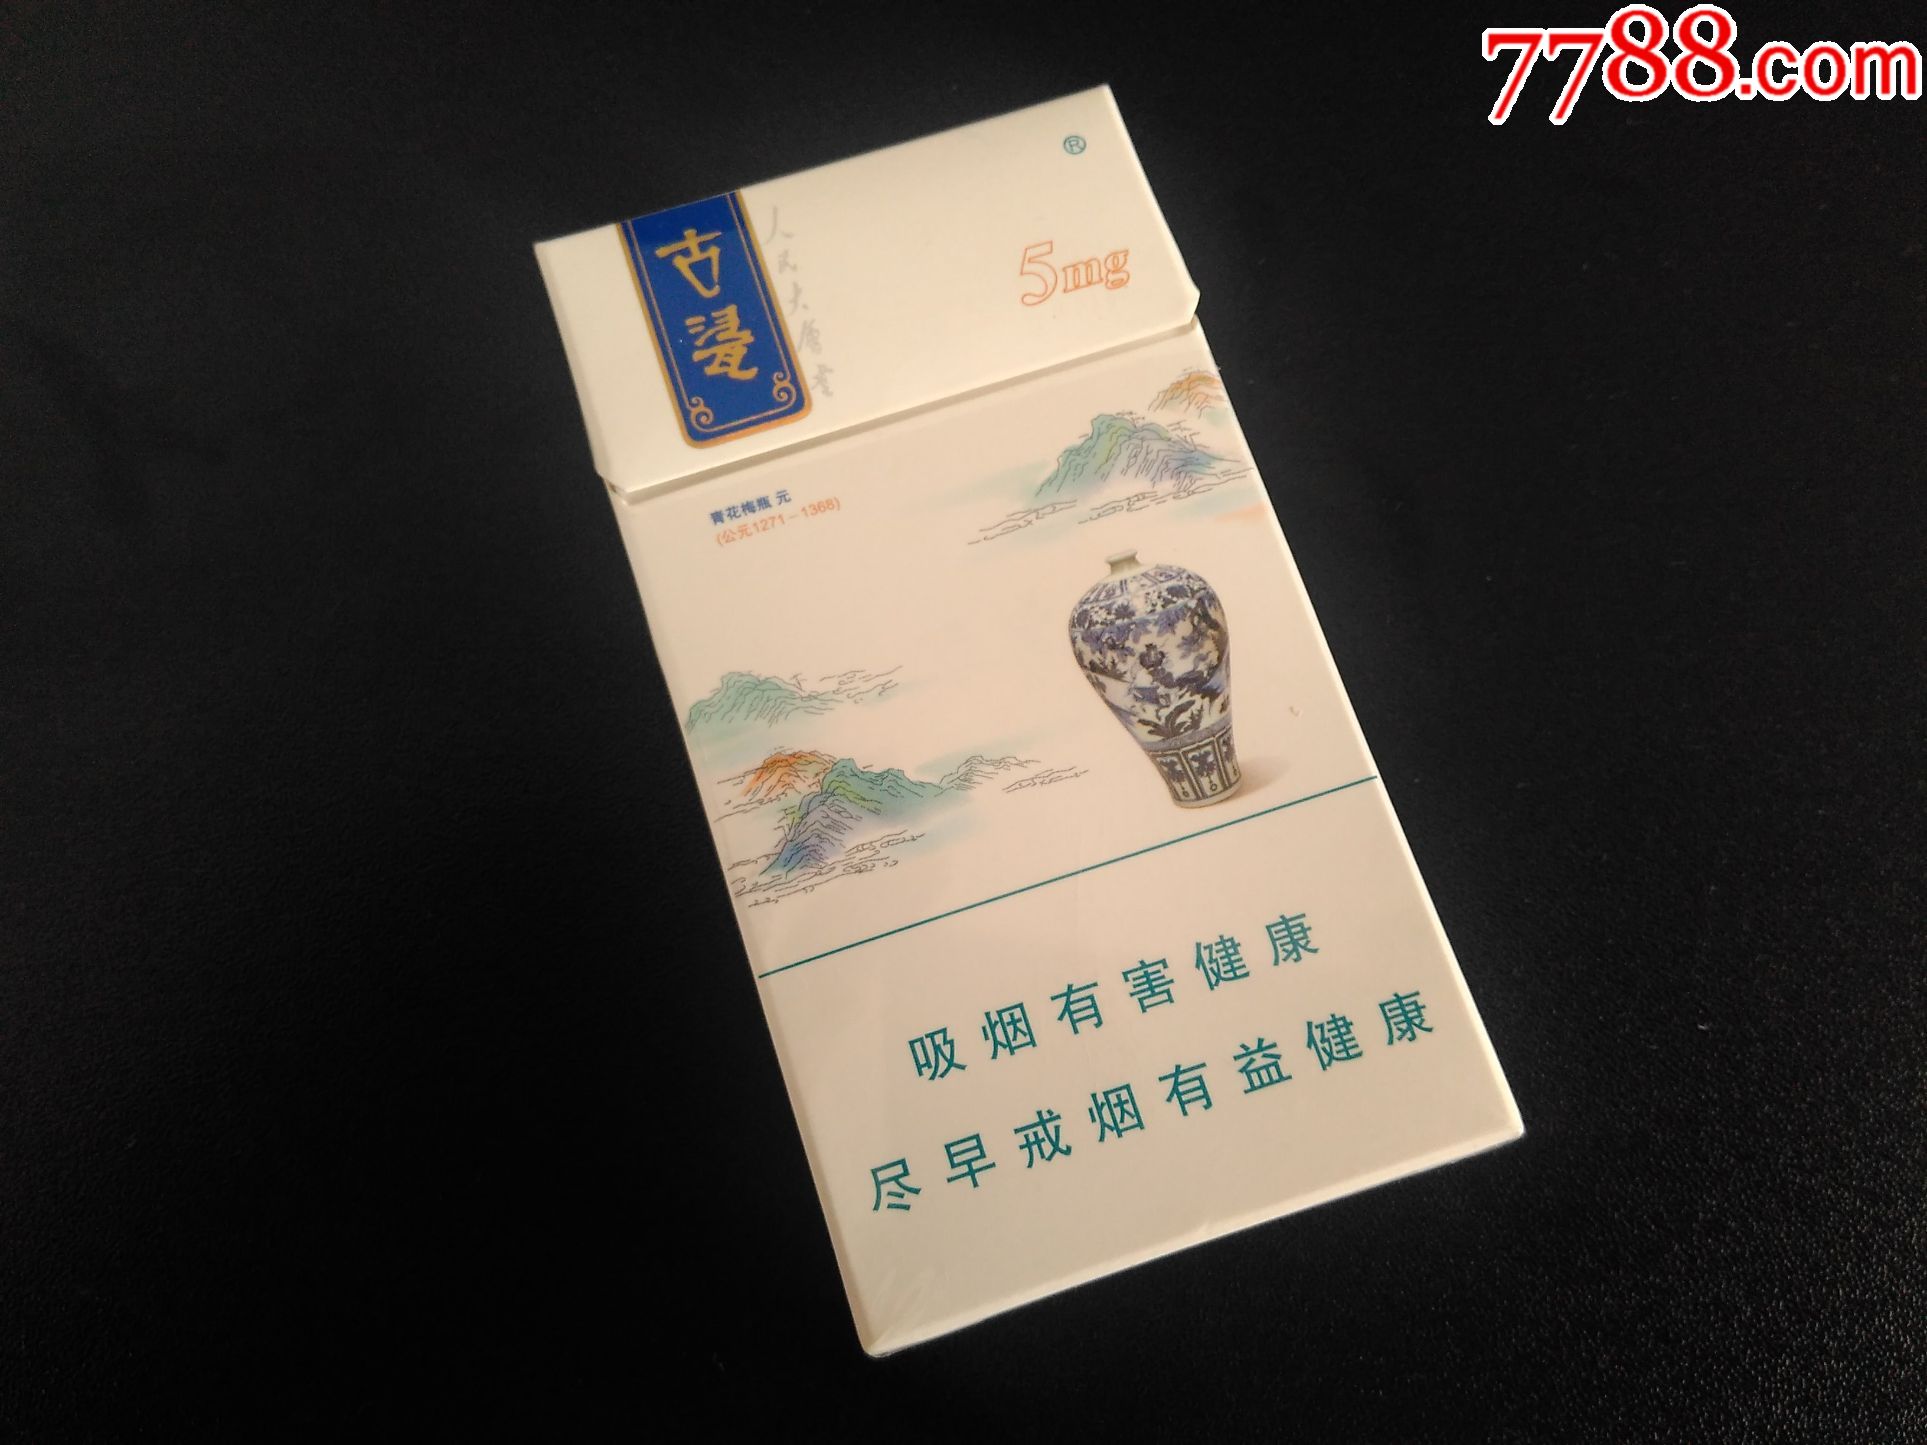 7788.com
®
古瓷
人民大會堂
5mg
青花梅瓶 元
(公元1271－1368)
吸烟有害健康
尽早戒烟有益健康